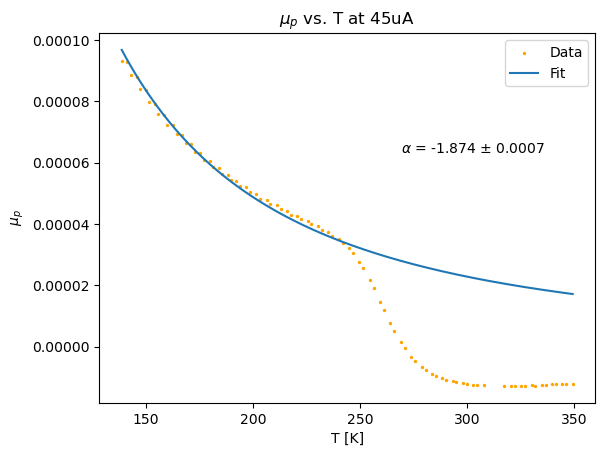 μp vs. T at 45uA
0.00010
0.00008
0.00006
0.00004
0.00002
0.00000
μp
Data
Fit
α = -1.874 ± 0.0007
150
200
250
300
350
T [K]